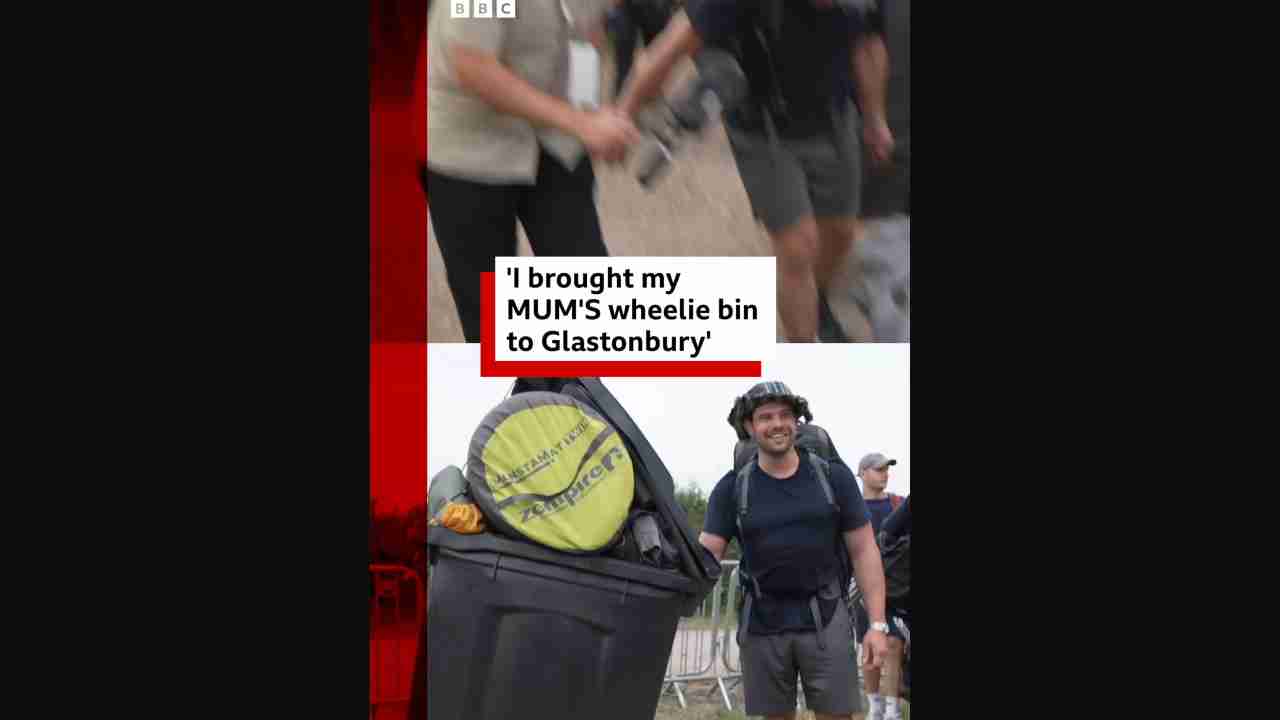 BBC
'I brought my
MUM'S wheelie bin
to Glastonbury'
zempire